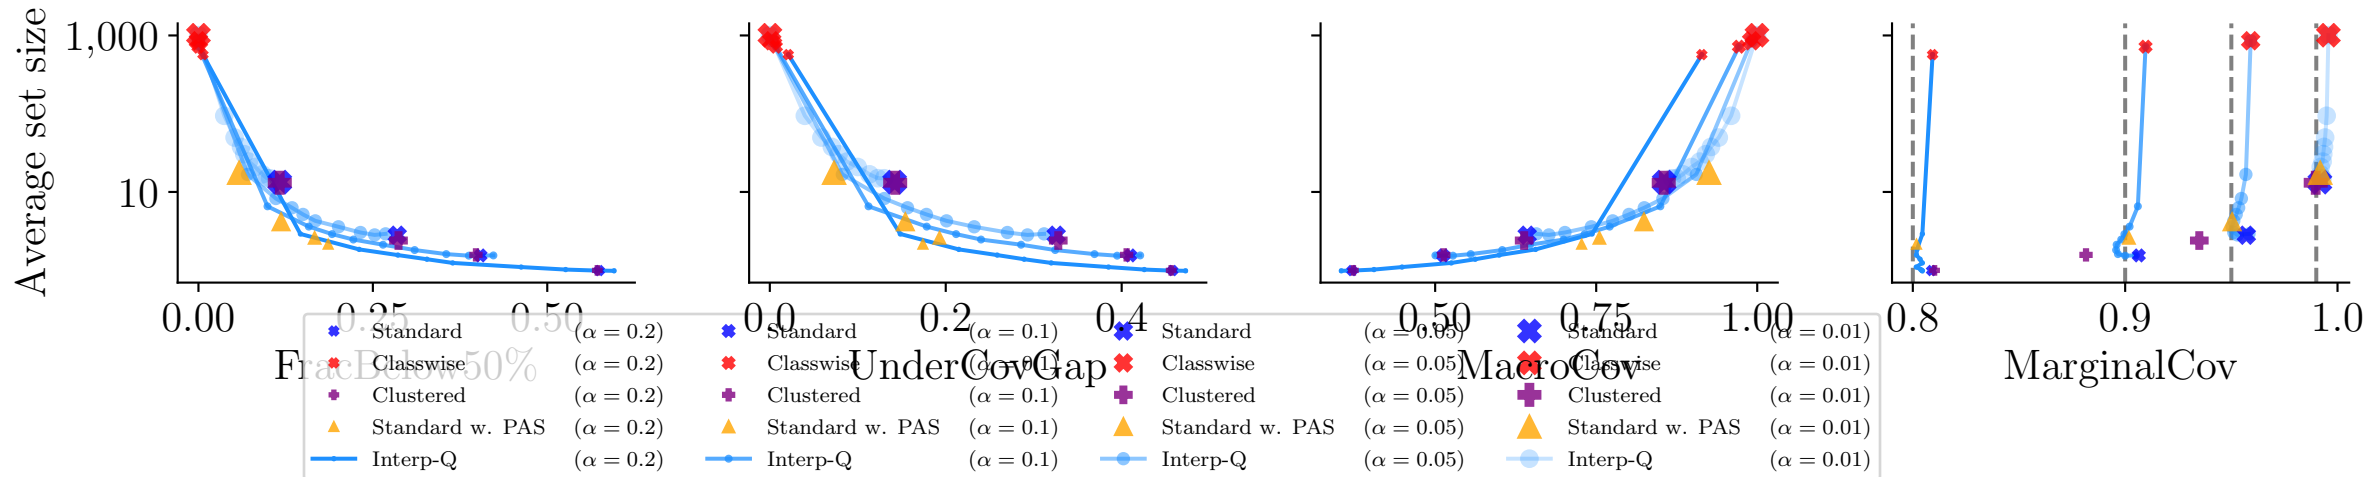 Average set size
1,000
10
0.00 0.25 0.50
FracBelow50%
0.0 0.2 0.4
UnderCovGap
0.50 0.75 1.00
MacroCov
0.8 0.9 1.0
MarginalCov
Standard (α = 0.2) Standard (α = 0.1) Standard (α = 0.05) Standard (α = 0.01)
Classwise (α = 0.2) Classwise (α = 0.1) Classwise (α = 0.05) Classwise (α = 0.01)
Clustered (α = 0.2) Clustered (α = 0.1) Clustered (α = 0.05) Clustered (α = 0.01)
Standard w. PAS (α = 0.2) Standard w. PAS (α = 0.1) Standard w. PAS (α = 0.05) Standard w. PAS (α = 0.01)
Interp-Q (α = 0.2) Interp-Q (α = 0.1) Interp-Q (α = 0.05) Interp-Q (α = 0.01)